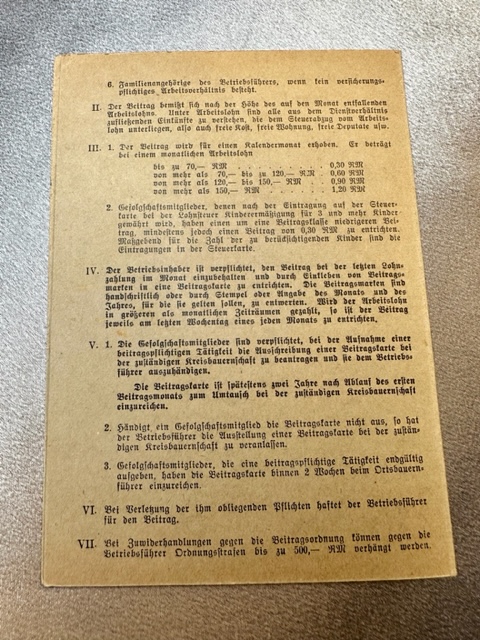 6. Familienangehörige des Betriebsführers, wenn kein versicherungs-
pflichtiges Arbeitsverhältnis besteht.
II. Der Beitrag bemißt sich nach der Höhe des auf den Monat entfallenden
Arbeitslohns. Unter Arbeitslohn sind alle aus dem Dienstverhältnis
zufließenden Einkünfte zu verstehen, die dem Steuerabzug vom Arbeits-
lohn unterliegen, also auch freie Kost, freie Wohnung, freie Deputate usw.
III. 1. Der Beitrag wird für einen Kalendermonat erhoben. Er beträgt
bei einem monatlichen Arbeitslohn
bis zu 70,— RM . . . . . . . . . . 0,30 RM
von mehr als 70,— bis zu 120,— RM . . 0,60 RM
von mehr als 120,— bis zu 150,— RM . . 0,90 RM
von mehr als 150,— RM . . . . . . . 1,20 RM
2. Gefolgschaftsmitglieder, denen nach der Eintragung auf der Steuer-
karte bei der Lohnsteuer Kinderermäßigung für 3 und mehr Kinder
gewährt wird, haben einen um eine Beitragsklasse niedrigeren Bei-
trag, mindestens jedoch einen Beitrag von 0,30 RM zu entrichten.
Maßgebend für die Zahl der zu berücksichtigenden Kinder sind die
Eintragungen in der Steuerkarte.
IV. Der Betriebsinhaber ist verpflichtet, den Beitrag bei der letzten Lohn-
zahlung im Monat einzubehalten und durch Einkleben von Beitrags-
marken in eine Beitragskarte zu entrichten. Die Beitragsmarken sind
handschriftlich oder durch Stempel oder Angabe des Monats und des
Jahres, für die sie gelten sollen, zu entwerten. Wird der Arbeitslohn
in größeren als monatlichen Zeiträumen gezahlt, so ist der Beitrag
jeweils am letzten Wochentag eines jeden Monats zu entrichten.
V. 1. Die Gefolgschaftsmitglieder sind verpflichtet, bei der Aufnahme einer
beitragspflichtigen Tätigkeit die Ausschreibung einer Beitragskarte bei
der zuständigen Kreisbauernschaft zu beantragen und sie dem Betriebs-
führer auszuhändigen.
Die Beitragskarte ist spätestens zwei Jahre nach Ablauf des ersten
Beitragsmonats zum Umtausch bei der zuständigen Kreisbauernschaft
einzureichen.
2. Händigt ein Gefolgschaftsmitglied die Beitragskarte nicht aus, so hat
der Betriebsführer die Ausstellung einer Beitragskarte bei der zustän-
digen Kreisbauernschaft zu veranlassen.
3. Gefolgschaftsmitglieder, die eine beitragspflichtige Tätigkeit endgültig
aufgeben, haben die Beitragskarte binnen 2 Wochen beim Ortsbauern-
führer einzureichen.
VI. Bei Verletzung der ihm obliegenden Pflichten haftet der Betriebsführer
für den Beitrag.
VII. Bei Zuwiderhandlungen gegen die Beitragsordnung können gegen die
Betriebsführer Ordnungsstrafen bis zu 500,— RM verhängt werden.